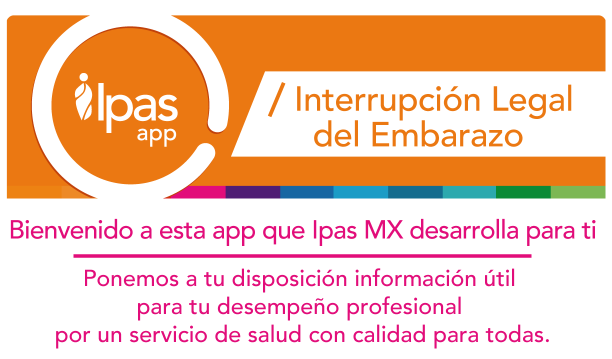 Ipas
app
/ Interrupción Legal
del Embarazo
Bienvenido a esta app que Ipas MX desarrolla para ti
Ponemos a tu disposición información útil
para tu desempeño profesional
por un servicio de salud con calidad para todas.